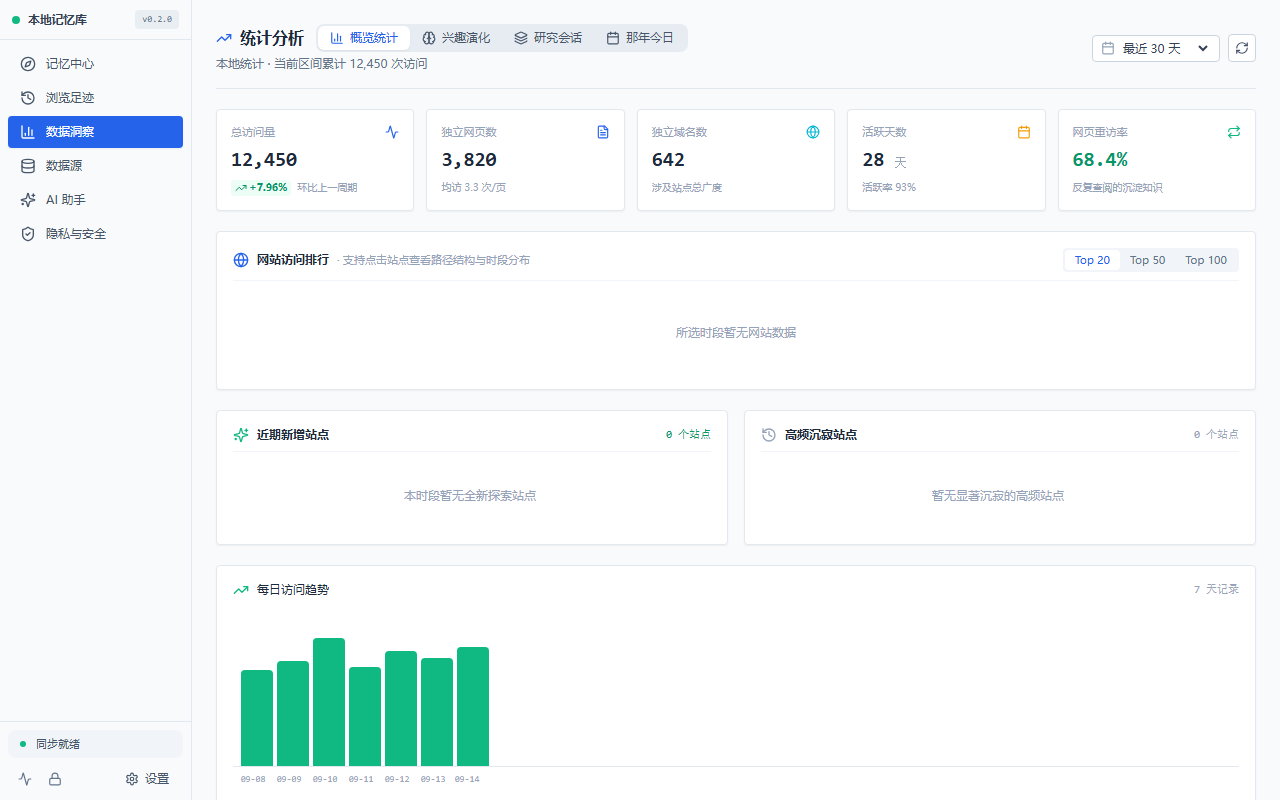 本地记忆库 v0.2.0
记忆中心
浏览足迹
数据洞察
数据源
AI 助手
隐私与安全
同步就绪
设置
统计分析 概览统计 兴趣演化 研究会话 那年今日
本地统计 · 当前区间累计 12,450 次访问
最近 30 天
总访问量
12,450
+7.96% 环比上一周期
独立网页数
3,820
均访 3.3 次/页
独立域名数
642
涉及站点总广度
活跃天数
28 天
活跃率 93%
网页重访率
68.4%
反复查阅的沉淀知识
网站访问排行 · 支持点击站点查看路径结构与时段分布
Top 20 Top 50 Top 100
所选时段暂无网站数据
近期新增站点 0 个站点
本时段暂无全新探索站点
高频沉寂站点 0 个站点
暂无显著沉寂的高频站点
每日访问趋势 7 天记录
09-08 09-09 09-10 09-11 09-12 09-13 09-14